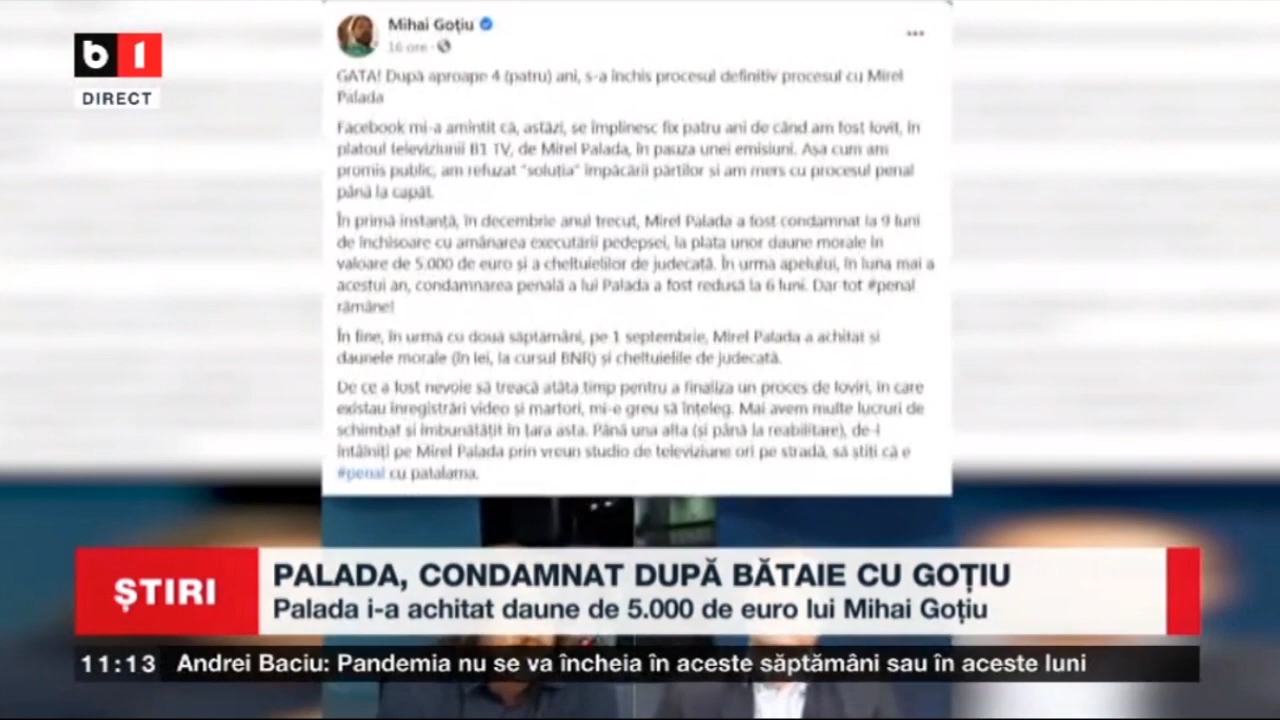 b 1
DIRECT
Mihai Goțiu
16 ore
GATA! După aproape 4 (patru) ani, s-a închis procesul definitiv procesul cu Mirel
Palada
Facebook mi-a amintit că, astăzi, se împlinesc fix patru ani de când am fost lovit, în
platoul televiziunii B1 TV, de Mirel Palada, în pauza unei emisiuni. Așa cum am
promis public, am refuzat "soluția" împăcării părților și am mers cu procesul penal
până la capăt.
În primă instanță, în decembrie anul trecut, Mirel Palada a fost condamnat la 9 luni
de închisoare cu amânarea executării pedepsei, la plata unor daune morale în
valoare de 5.000 de euro și a cheltuielilor de judecată. În urma apelului, în luna mai a
acestui an, condamnarea penală a lui Palada a fost redusă la 6 luni. Dar tot #penal
rămâne!
În fine, în urmă cu două săptămâni, pe 1 septembrie, Mirel Palada a achitat și
daunele morale (în lei, la cursul BNR) și cheltuielile de judecată.
De ce a fost nevoie să treacă atâta timp pentru a finaliza un proces de loviri, în care
existau înregistrări video și martori, mi-e greu să înțeleg. Mai avem multe lucruri de
schimbat și îmbunătățit în țara asta. Până una alta (și până la reabilitare), de-l
întâlniți pe Mirel Palada prin vreun studio de televiziune ori pe stradă, să știți că e
#penal cu patalama.
ȘTIRI
PALADA, CONDAMNAT DUPĂ BĂTAIE CU GOȚIU
Palada i-a achitat daune de 5.000 de euro lui Mihai Goțiu
11:13 Andrei Baciu: Pandemia nu se va încheia în aceste săptămâni sau în aceste luni